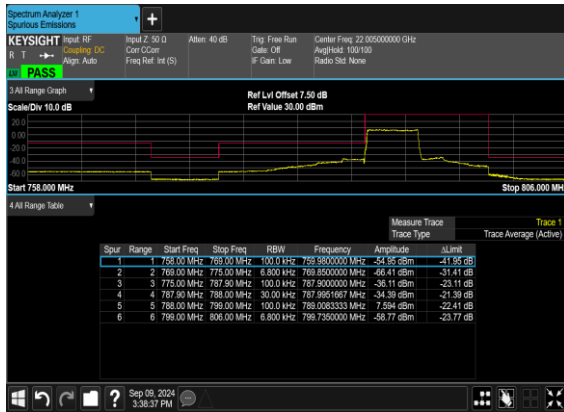 Spectrum Analyzer 1
Spurious Emissions
KEYSIGHT Input: RF Input Z: 50 Ω Atten: 40 dB Trig: Free Run Center Freq: 22.005000000 GHz
R T Coupling: DC Corr CCorr Gate: Off Avg|Hold: 100/100
Align: Auto Freq Ref: Int (S) IF Gain: Low Radio Std: None
PASS
3 All Range Graph
Ref Lvl Offset 7.50 dB
Scale/Div 10.0 dB Ref Value 30.00 dBm
20.0
0.00
-20.0
-40.0
-60.0
Start 758.000 MHz Stop 806.000 MHz
4 All Range Table
Measure Trace Trace 1
Trace Type Trace Average (Active)
Spur Range Start Freq Stop Freq RBW Frequency Amplitude ΔLimit
1 1 758.00 MHz 769.00 MHz 100.0 kHz 759.9800000 MHz -54.95 dBm -41.95 dB
2 2 769.00 MHz 775.00 MHz 6.800 kHz 769.8500000 MHz -66.41 dBm -31.41 dB
3 3 775.00 MHz 787.90 MHz 100.0 kHz 787.9000000 MHz -36.11 dBm -23.11 dB
4 4 787.90 MHz 788.00 MHz 30.00 kHz 787.9951667 MHz -34.39 dBm -21.39 dB
5 5 788.00 MHz 799.00 MHz 100.0 kHz 789.0083333 MHz 7.594 dBm -22.41 dB
6 6 799.00 MHz 806.00 MHz 6.800 kHz 799.7350000 MHz -58.77 dBm -23.77 dB
? Sep 09, 2024
3:38:37 PM